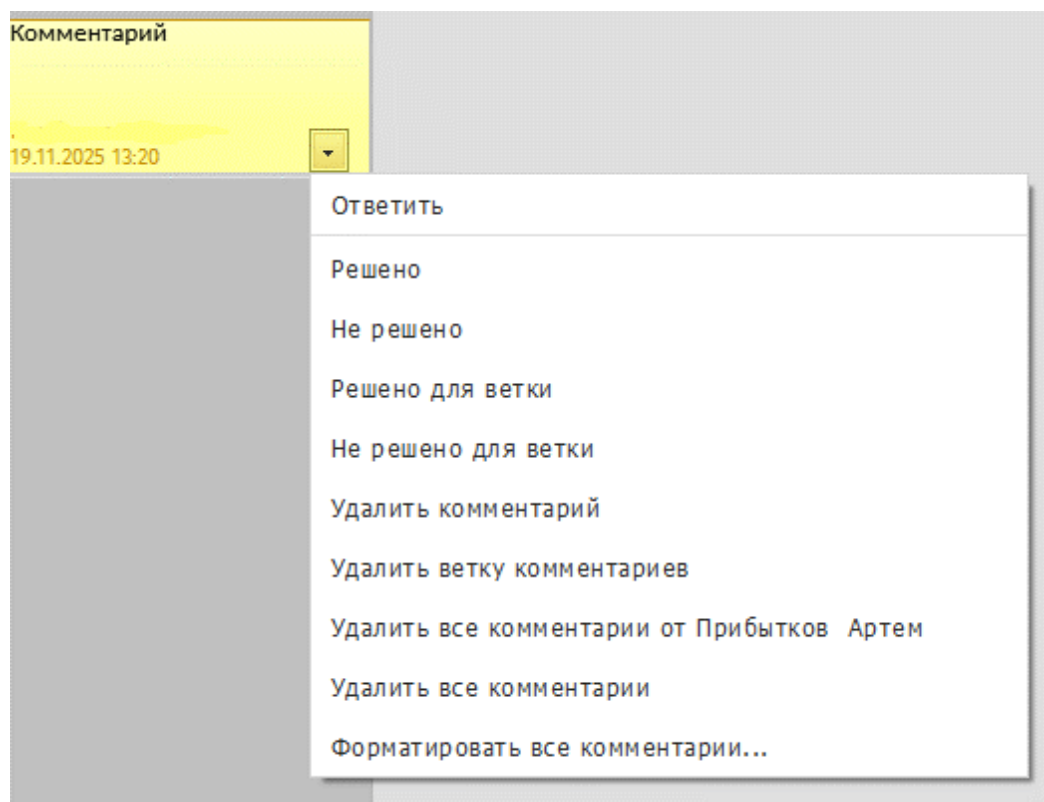 Комментарий
19.11.2025 13:20
Ответить
Решено
Не решено
Решено для ветки
Не решено для ветки
Удалить комментарий
Удалить ветку комментариев
Удалить все комментарии от Прибытков Артем
Удалить все комментарии
Форматировать все комментарии...